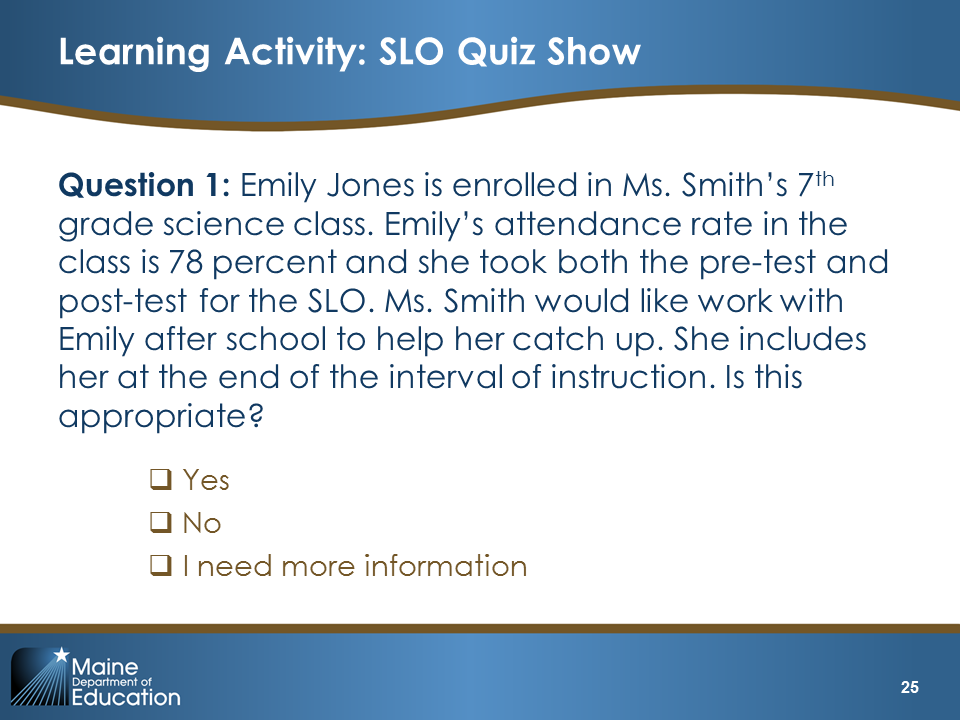 Learning Activity: SLO Quiz Show
Question 1: Emily Jones is enrolled in Ms. Smith’s 7th
grade science class. Emily’s attendance rate in the
class is 78 percent and she took both the pre-test and
post-test for the SLO. Ms. Smith would like work with
Emily after school to help her catch up. She includes
her at the end of the interval of instruction. Is this
appropriate?
❑ Yes
❑ No
❑ I need more information
Maine
Department of
Education
25